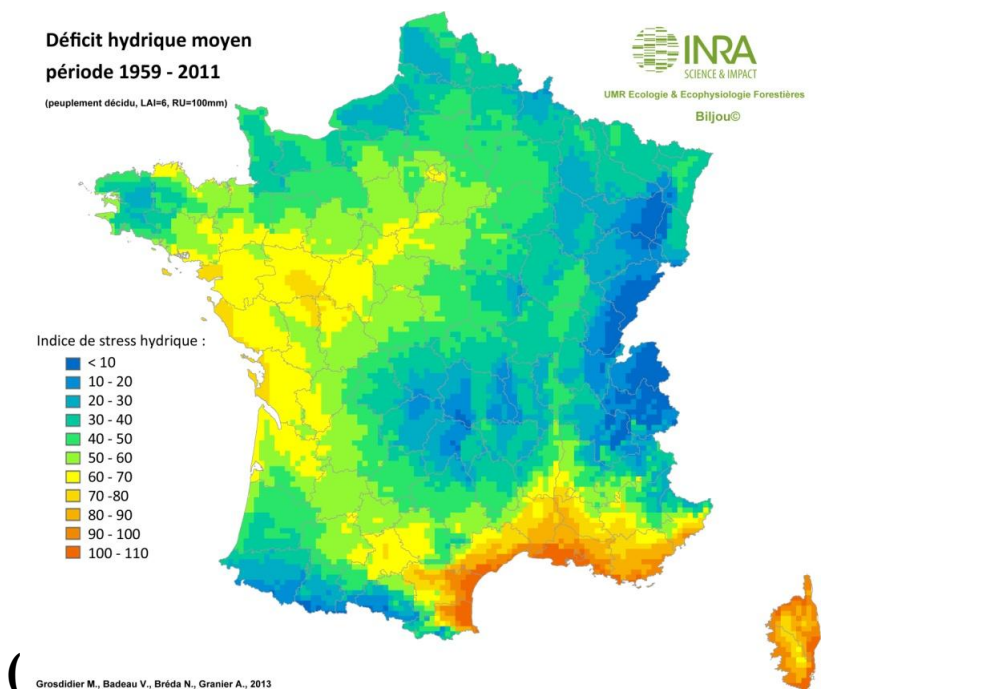 Déficit hydrique moyen
période 1959 - 2011
(peuplement décidu, LAI=6, RU=100mm)
INRA
SCIENCE & IMPACT
UMR Ecologie & Ecophysiologie Forestières
Biljou©
Indice de stress hydrique :
< 10
10 - 20
20 - 30
30 - 40
40 - 50
50 - 60
60 - 70
70 -80
80 - 90
90 - 100
100 - 110
(
Grosdidier M., Badeau V., Bréda N., Granier A., 2013